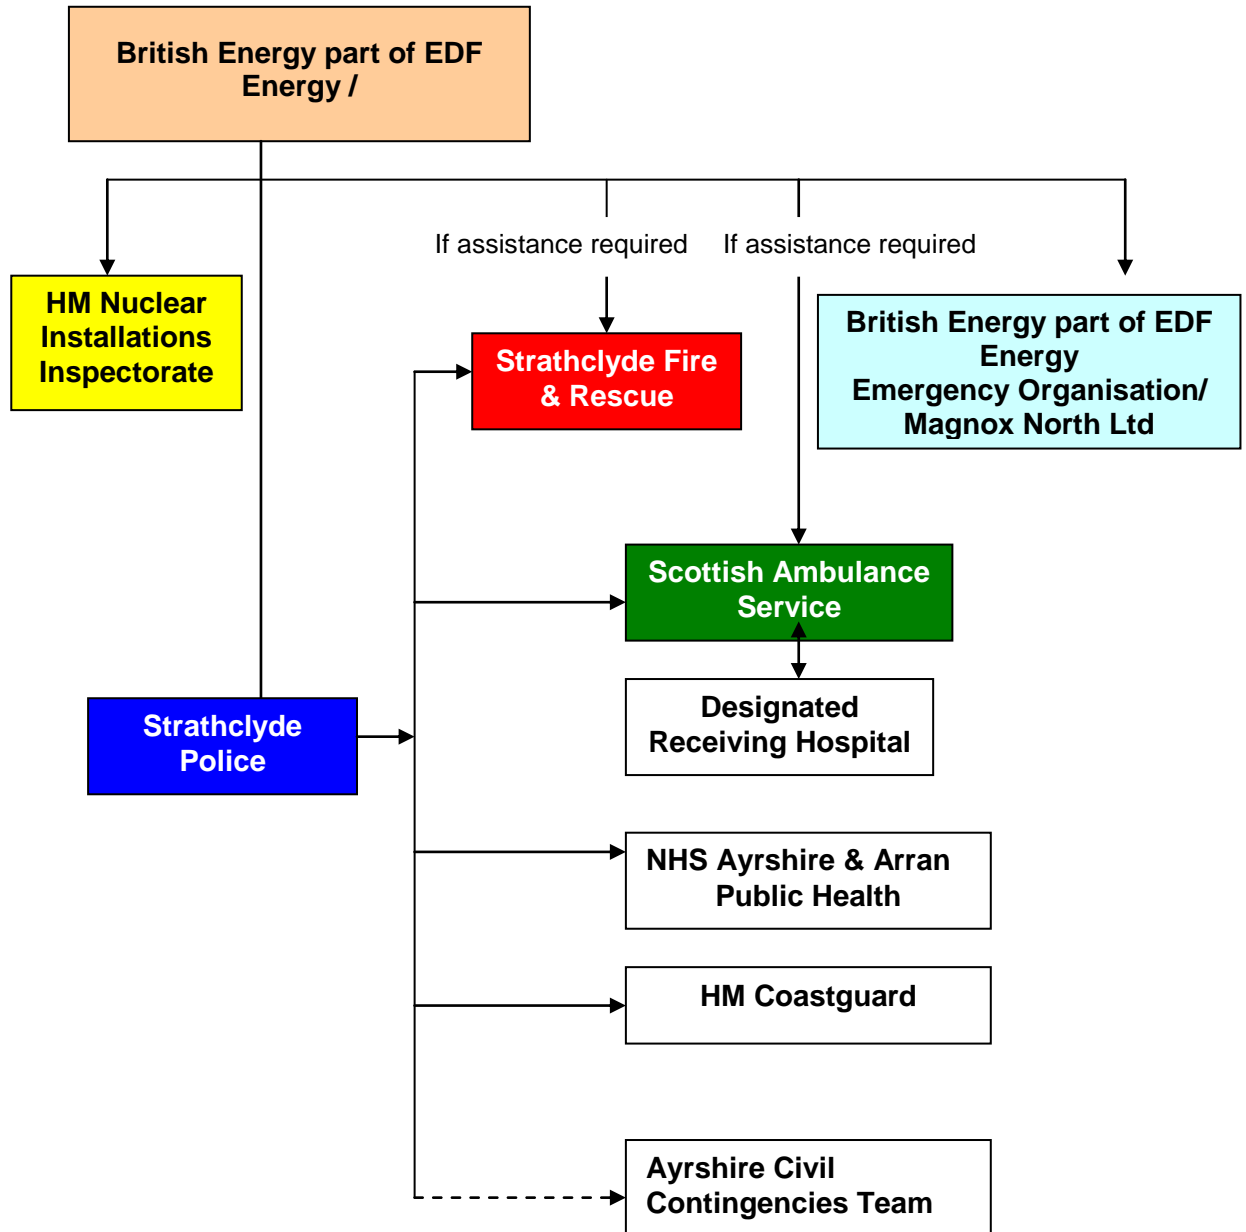 British Energy part of EDF
Energy /
If assistance required
If assistance required
HM Nuclear
Installations
Inspectorate
Strathclyde Fire
& Rescue
British Energy part of EDF
Energy
Emergency Organisation/
Magnox North Ltd
Scottish Ambulance
Service
Strathclyde
Police
Designated
Receiving Hospital
NHS Ayrshire & Arran
Public Health
HM Coastguard
Ayrshire Civil
Contingencies Team